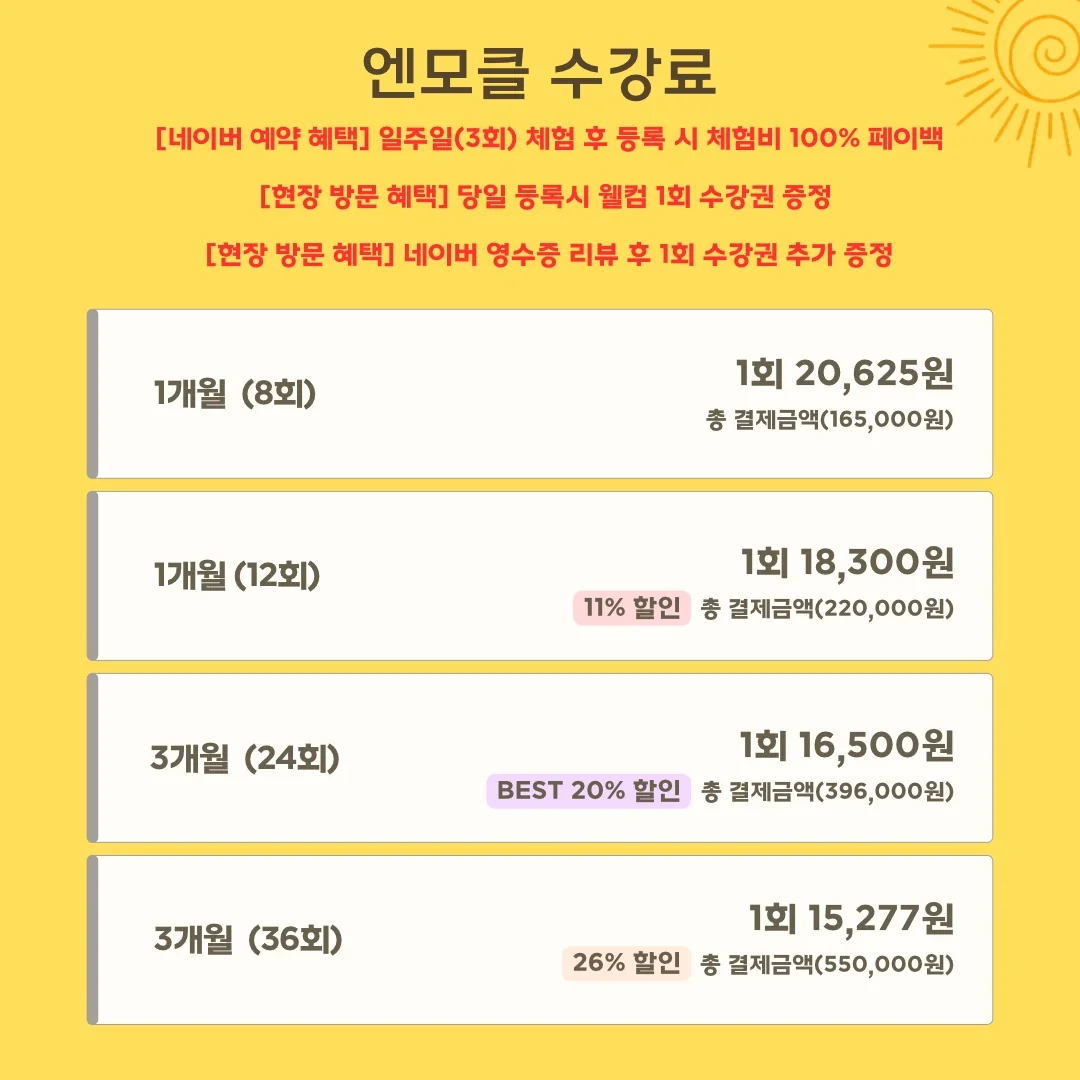 엔모클 수강료
[네이버 예약 혜택] 일주일(3회) 체험 후 등록 시 체험비 100% 페이백
[현장 방문 혜택] 당일 등록시 웰컴 1회 수강권 증정
[현장 방문 혜택] 네이버 영수증 리뷰 후 1회 수강권 추가 증정
1개월 (8회)
1회 20,625원
총 결제금액(165,000원)
1개월 (12회)
1회 18,300원
11% 할인 총 결제금액(220,000원)
3개월 (24회)
1회 16,500원
BEST 20% 할인 총 결제금액(396,000원)
3개월 (36회)
1회 15,277원
26% 할인 총 결제금액(550,000원)